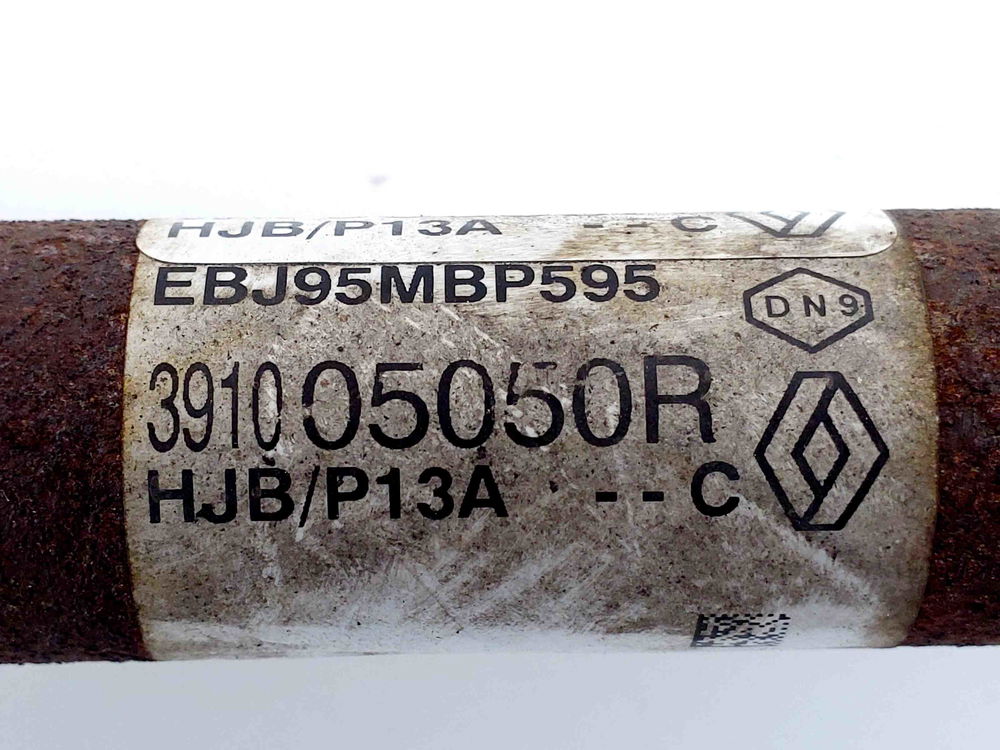 HJB/P13A - - C
EBJ95MBP595
DN9
391005050R
HJB/P13A - - C